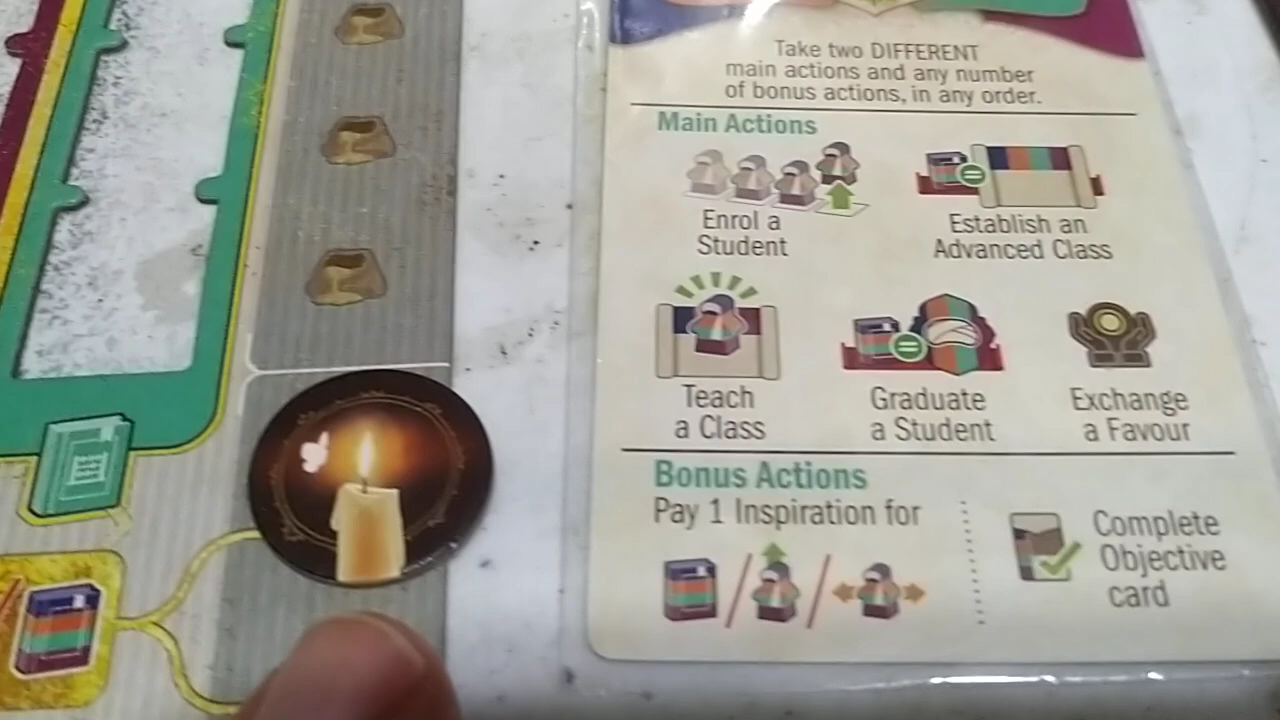 Take two DIFFERENT
main actions and any number
of bonus actions, in any order.
Main Actions
Enrol a
Student
Establish an
Advanced Class
Teach
a Class
Graduate
a Student
Exchange
a Favour
Bonus Actions
Pay 1 Inspiration for
Complete
Objective
card